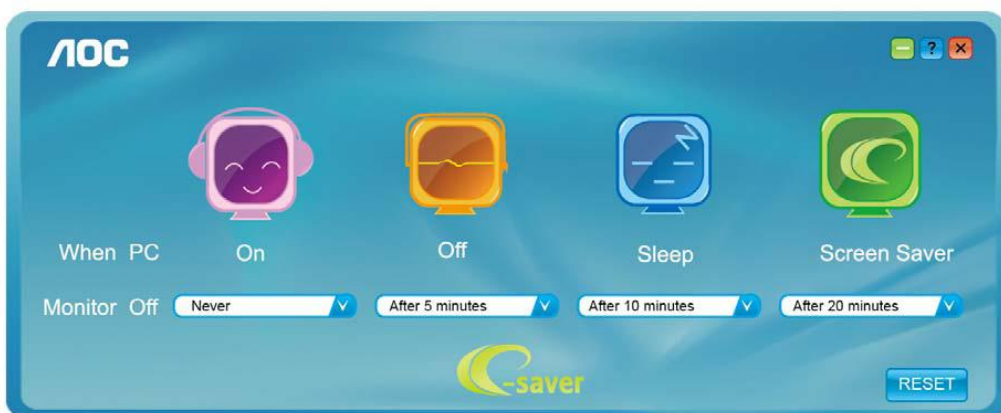 AOC
?
When PC On Off Sleep Screen Saver
Monitor Off Never After 5 minutes After 10 minutes After 20 minutes
e-saver
RESET